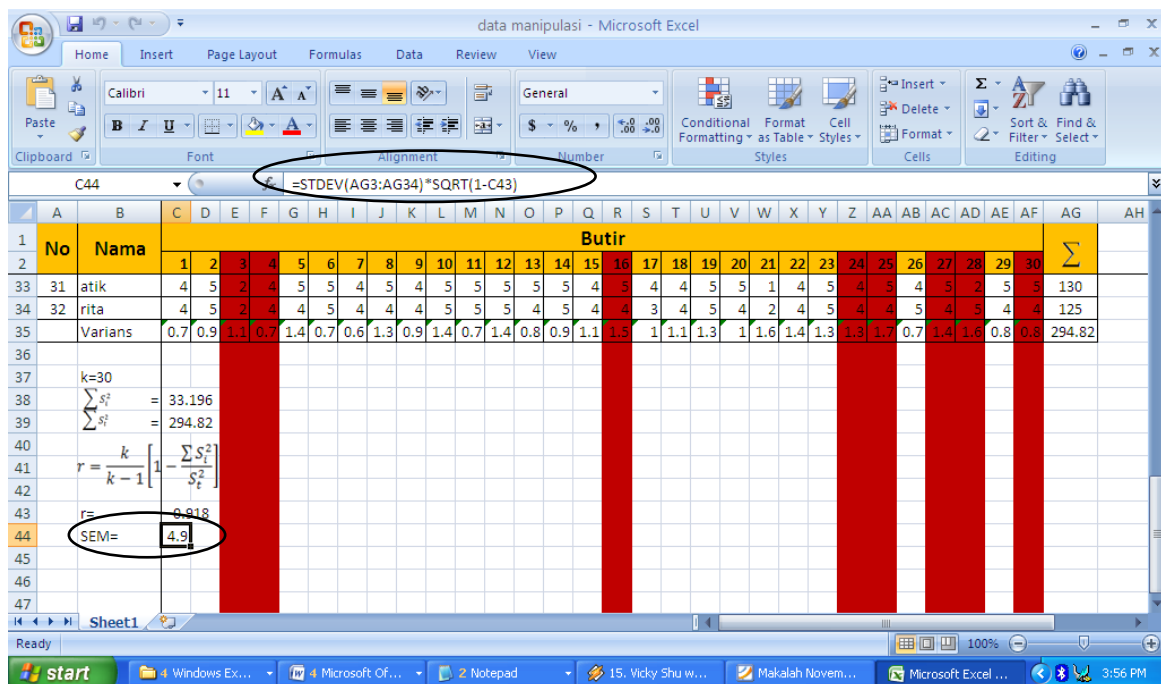 data manipulasi - Microsoft Excel
Home Insert Page Layout Formulas Data Review View
Paste
Calibri 11 A A
B I U A
General
$ % , .00 .00
Conditional Formatting
Format as Table
Cell Styles
Insert
Delete
Format
Σ
Sort & Filter
Find & Select
Clipboard Font Alignment Number Styles Cells Editing
C44 fx =STDEV(AG3:AG34)*SQRT(1-C43)
A B C D E F G H I J K L M N O P Q R S T U V W X Y Z AA AB AC AD AE AF AG AH
1 No Nama Butir ∑
2 1 2 3 4 5 6 7 8 9 10 11 12 13 14 15 16 17 18 19 20 21 22 23 24 25 26 27 28 29 30
33 31 atik 4 5 2 4 5 5 4 5 4 5 5 5 5 5 4 5 4 4 5 5 1 4 5 4 5 4 5 2 5 5 130
34 32 rita 4 5 2 4 4 5 4 4 4 5 5 5 4 5 4 4 3 4 5 4 2 4 5 4 4 5 4 5 4 4 125
35 Varians 0.7 0.9 1.1 0.7 1.4 0.7 0.6 1.3 0.9 1.4 0.7 1.4 0.8 0.9 1.1 1.5 1 1.1 1.3 1 1.6 1.4 1.3 1.3 1.7 0.7 1.4 1.6 0.8 0.8 294.82
36
37 k=30
38 ∑ s_i^2 = 33.196
39 ∑ s_i^2 = 294.82
40
41 r = k / (k − 1) [1 − ∑ S_i^2 / S_t^2]
42
43 r= 0.918
44 SEM= 4.9
45
46
47
Sheet1
Ready 100%
start 4 Windows Ex... 4 Microsoft Of... 2 Notepad 15. Vicky Shu w... Makalah Novem... Microsoft Excel ... 3:56 PM